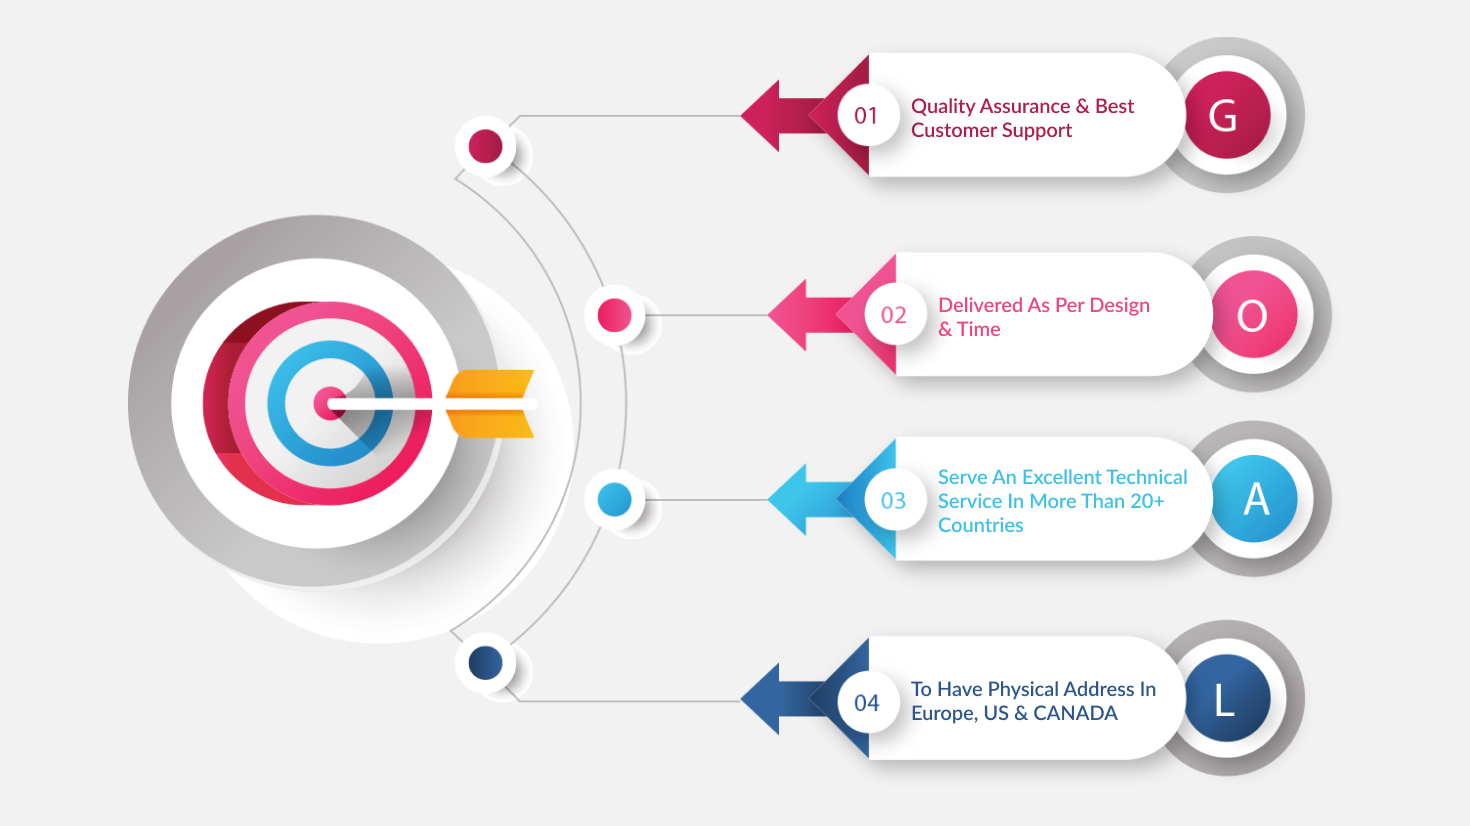 01
Quality Assurance & Best
Customer Support
G
02
Delivered As Per Design
& Time
O
03
Serve An Excellent Technical
Service In More Than 20+
Countries
A
04
To Have Physical Address In
Europe, US & CANADA
L